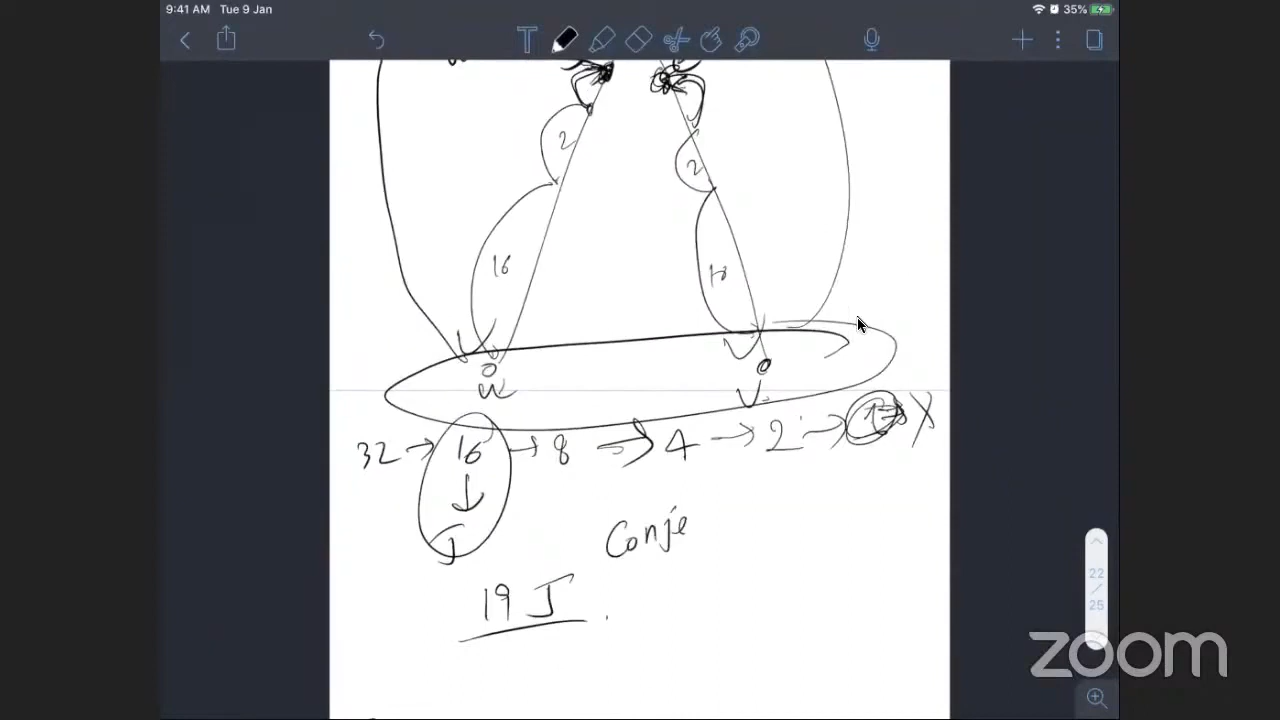 9:41 AM Tue 9 Jan
35%
T
2
2
16
18
O
O
u
V
32 → 16 → 8 → 4 → 2 → 1 → X
↓
J
Conje
19 J
22
/
25
zoom